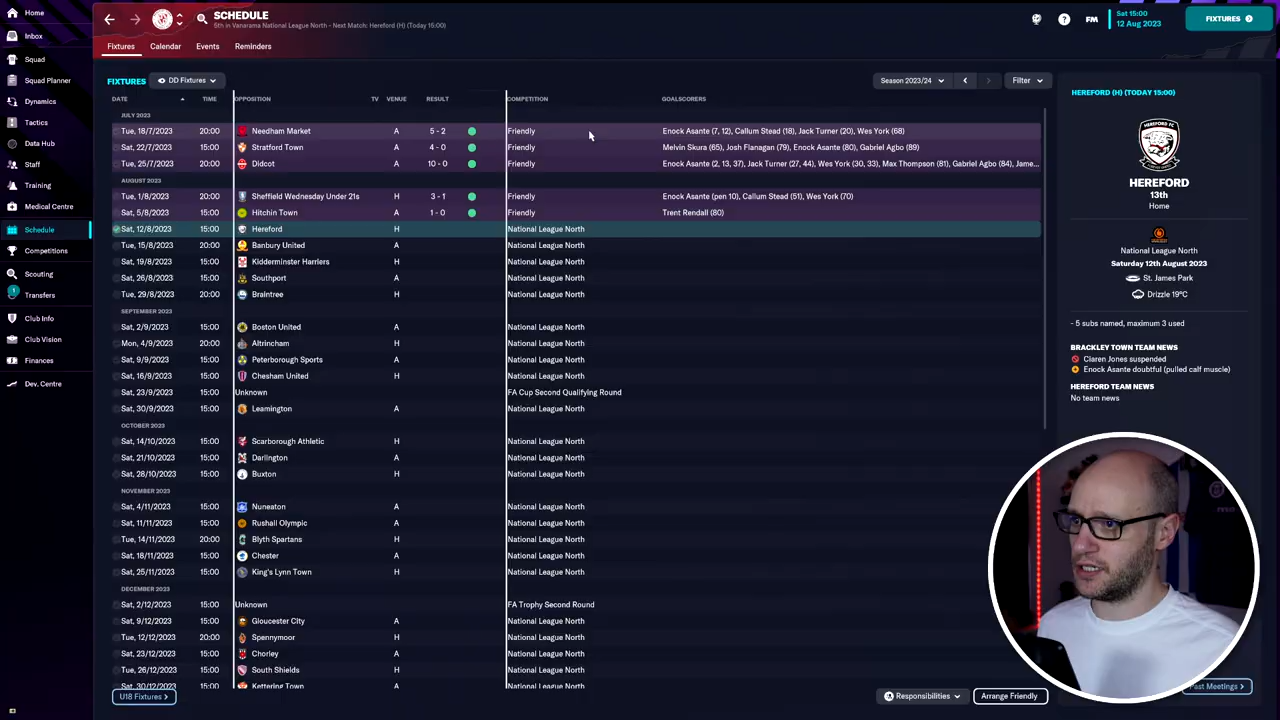 Home
Inbox
Squad
Squad Planner
Dynamics
Tactics
Data Hub
Staff
Training
Medical Centre
Schedule
Competitions
Scouting
1
Transfers
Club Info
Club Vision
Finances
Dev. Centre
SCHEDULE
5th in Vanarama National League North - Next Match: Hereford (H) (Today 15:00)
? FM Sat 15:00
12 Aug 2023
FIXTURES
Fixtures Calendar Events Reminders
FIXTURES DD Fixtures Season 2023/24 Filter
DATE TIME OPPOSITION TV VENUE RESULT COMPETITION GOALSCORERS
JULY 2023
Tue, 18/7/2023 20:00 Needham Market A 5 - 2 Friendly Enock Asante (7, 12), Callum Stead (18), Jack Turner (20), Wes York (68)
Sat, 22/7/2023 15:00 Stratford Town A 4 - 0 Friendly Melvin Skura (65), Josh Flanagan (79), Enock Asante (80), Gabriel Agbo (89)
Tue, 25/7/2023 20:00 Didcot A 10 - 0 Friendly Enock Asante (2, 13, 37), Jack Turner (27, 44), Wes York (30, 33), Max Thompson (81), Gabriel Agbo (84), Jame...
AUGUST 2023
Tue, 1/8/2023 20:00 Sheffield Wednesday Under 21s H 3 - 1 Friendly Enock Asante (pen 10), Callum Stead (51), Wes York (70)
Sat, 5/8/2023 15:00 Hitchin Town A 1 - 0 Friendly Trent Rendall (80)
Sat, 12/8/2023 15:00 Hereford H National League North
Tue, 15/8/2023 20:00 Banbury United A National League North
Sat, 19/8/2023 15:00 Kidderminster Harriers H National League North
Sat, 26/8/2023 15:00 Southport A National League North
Tue, 29/8/2023 20:00 Braintree H National League North
SEPTEMBER 2023
Sat, 2/9/2023 15:00 Boston United A National League North
Mon, 4/9/2023 20:00 Altrincham H National League North
Sat, 9/9/2023 15:00 Peterborough Sports A National League North
Sat, 16/9/2023 15:00 Chesham United H National League North
Sat, 23/9/2023 15:00 Unknown FA Cup Second Qualifying Round
Sat, 30/9/2023 15:00 Leamington A National League North
OCTOBER 2023
Sat, 14/10/2023 15:00 Scarborough Athletic H National League North
Sat, 21/10/2023 15:00 Darlington A National League North
Sat, 28/10/2023 15:00 Buxton H National League North
NOVEMBER 2023
Sat, 4/11/2023 15:00 Nuneaton A National League North
Sat, 11/11/2023 15:00 Rushall Olympic A National League North
Tue, 14/11/2023 20:00 Blyth Spartans H National League North
Sat, 18/11/2023 15:00 Chester A National League North
Sat, 25/11/2023 15:00 King's Lynn Town H National League North
DECEMBER 2023
Sat, 2/12/2023 15:00 Unknown FA Trophy Second Round
Sat, 9/12/2023 15:00 Gloucester City A National League North
Tue, 12/12/2023 20:00 Spennymoor H National League North
Sat, 23/12/2023 15:00 Chorley A National League North
Tue, 26/12/2023 15:00 South Shields H National League North
Sat, 30/12/2023 15:00 Kettering Town A National League North
U18 Fixtures
Responsibilities
Arrange Friendly
HEREFORD (H) (TODAY 15:00)
HEREFORD FC
HEREFORD
13th
Home
National League North
Saturday 12th August 2023
St. James Park
Drizzle 19°C
- 5 subs named, maximum 3 used
BRACKLEY TOWN TEAM NEWS
Claren Jones suspended
Enock Asante doubtful (pulled calf muscle)
HEREFORD TEAM NEWS
No team news
Past Meetings